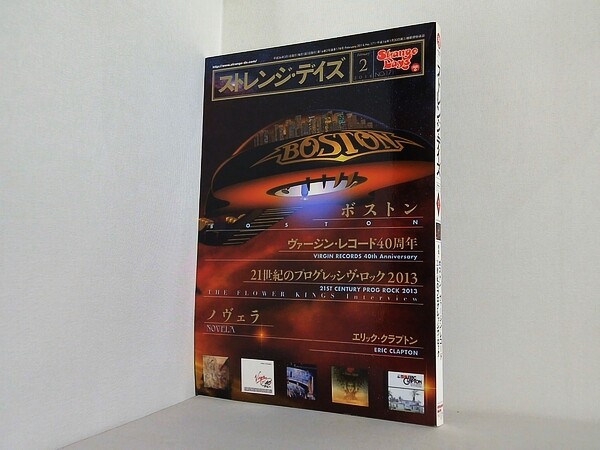 ストレンジ・デイズ
2
Strange Days
BOSTON
ボストン
BOSTON
ヴァージン・レコード40周年
VIRGIN RECORDS 40th Anniversary
21世紀のプログレッシヴ・ロック2013
21ST CENTURY PROG ROCK 2013
THE FLOWER KINGS Interview
ノヴェラ
NOVELA
エリック・クラプトン
ERIC CLAPTON